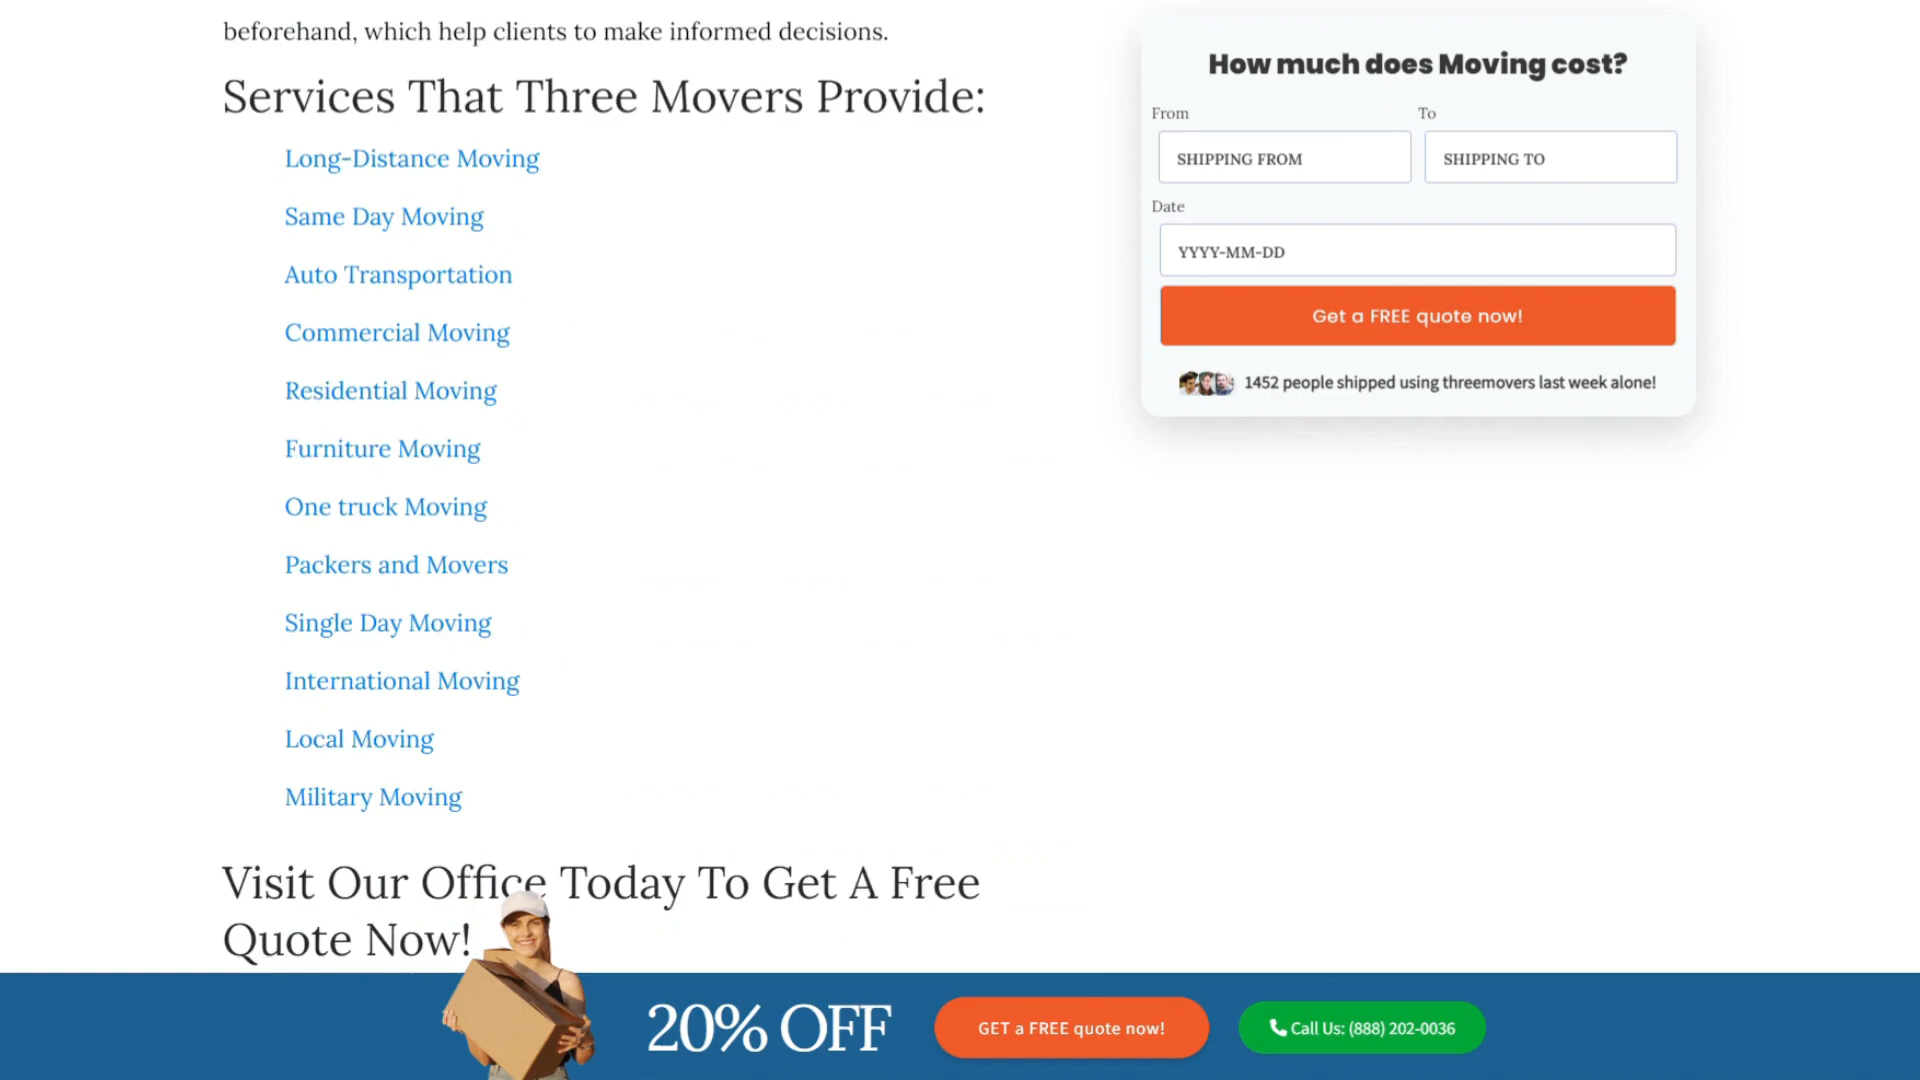 beforehand, which help clients to make informed decisions.
Services That Three Movers Provide:
Long-Distance Moving
Same Day Moving
Auto Transportation
Commercial Moving
Residential Moving
Furniture Moving
One truck Moving
Packers and Movers
Single Day Moving
International Moving
Local Moving
Military Moving
Visit Our Office Today To Get A Free
Quote Now!
How much does Moving cost?
From To
SHIPPING FROM SHIPPING TO
Date
YYYY-MM-DD
Get a FREE quote now!
1452 people shipped using threemovers last week alone!
20% OFF GET a FREE quote now! Call Us: (888) 202-0036